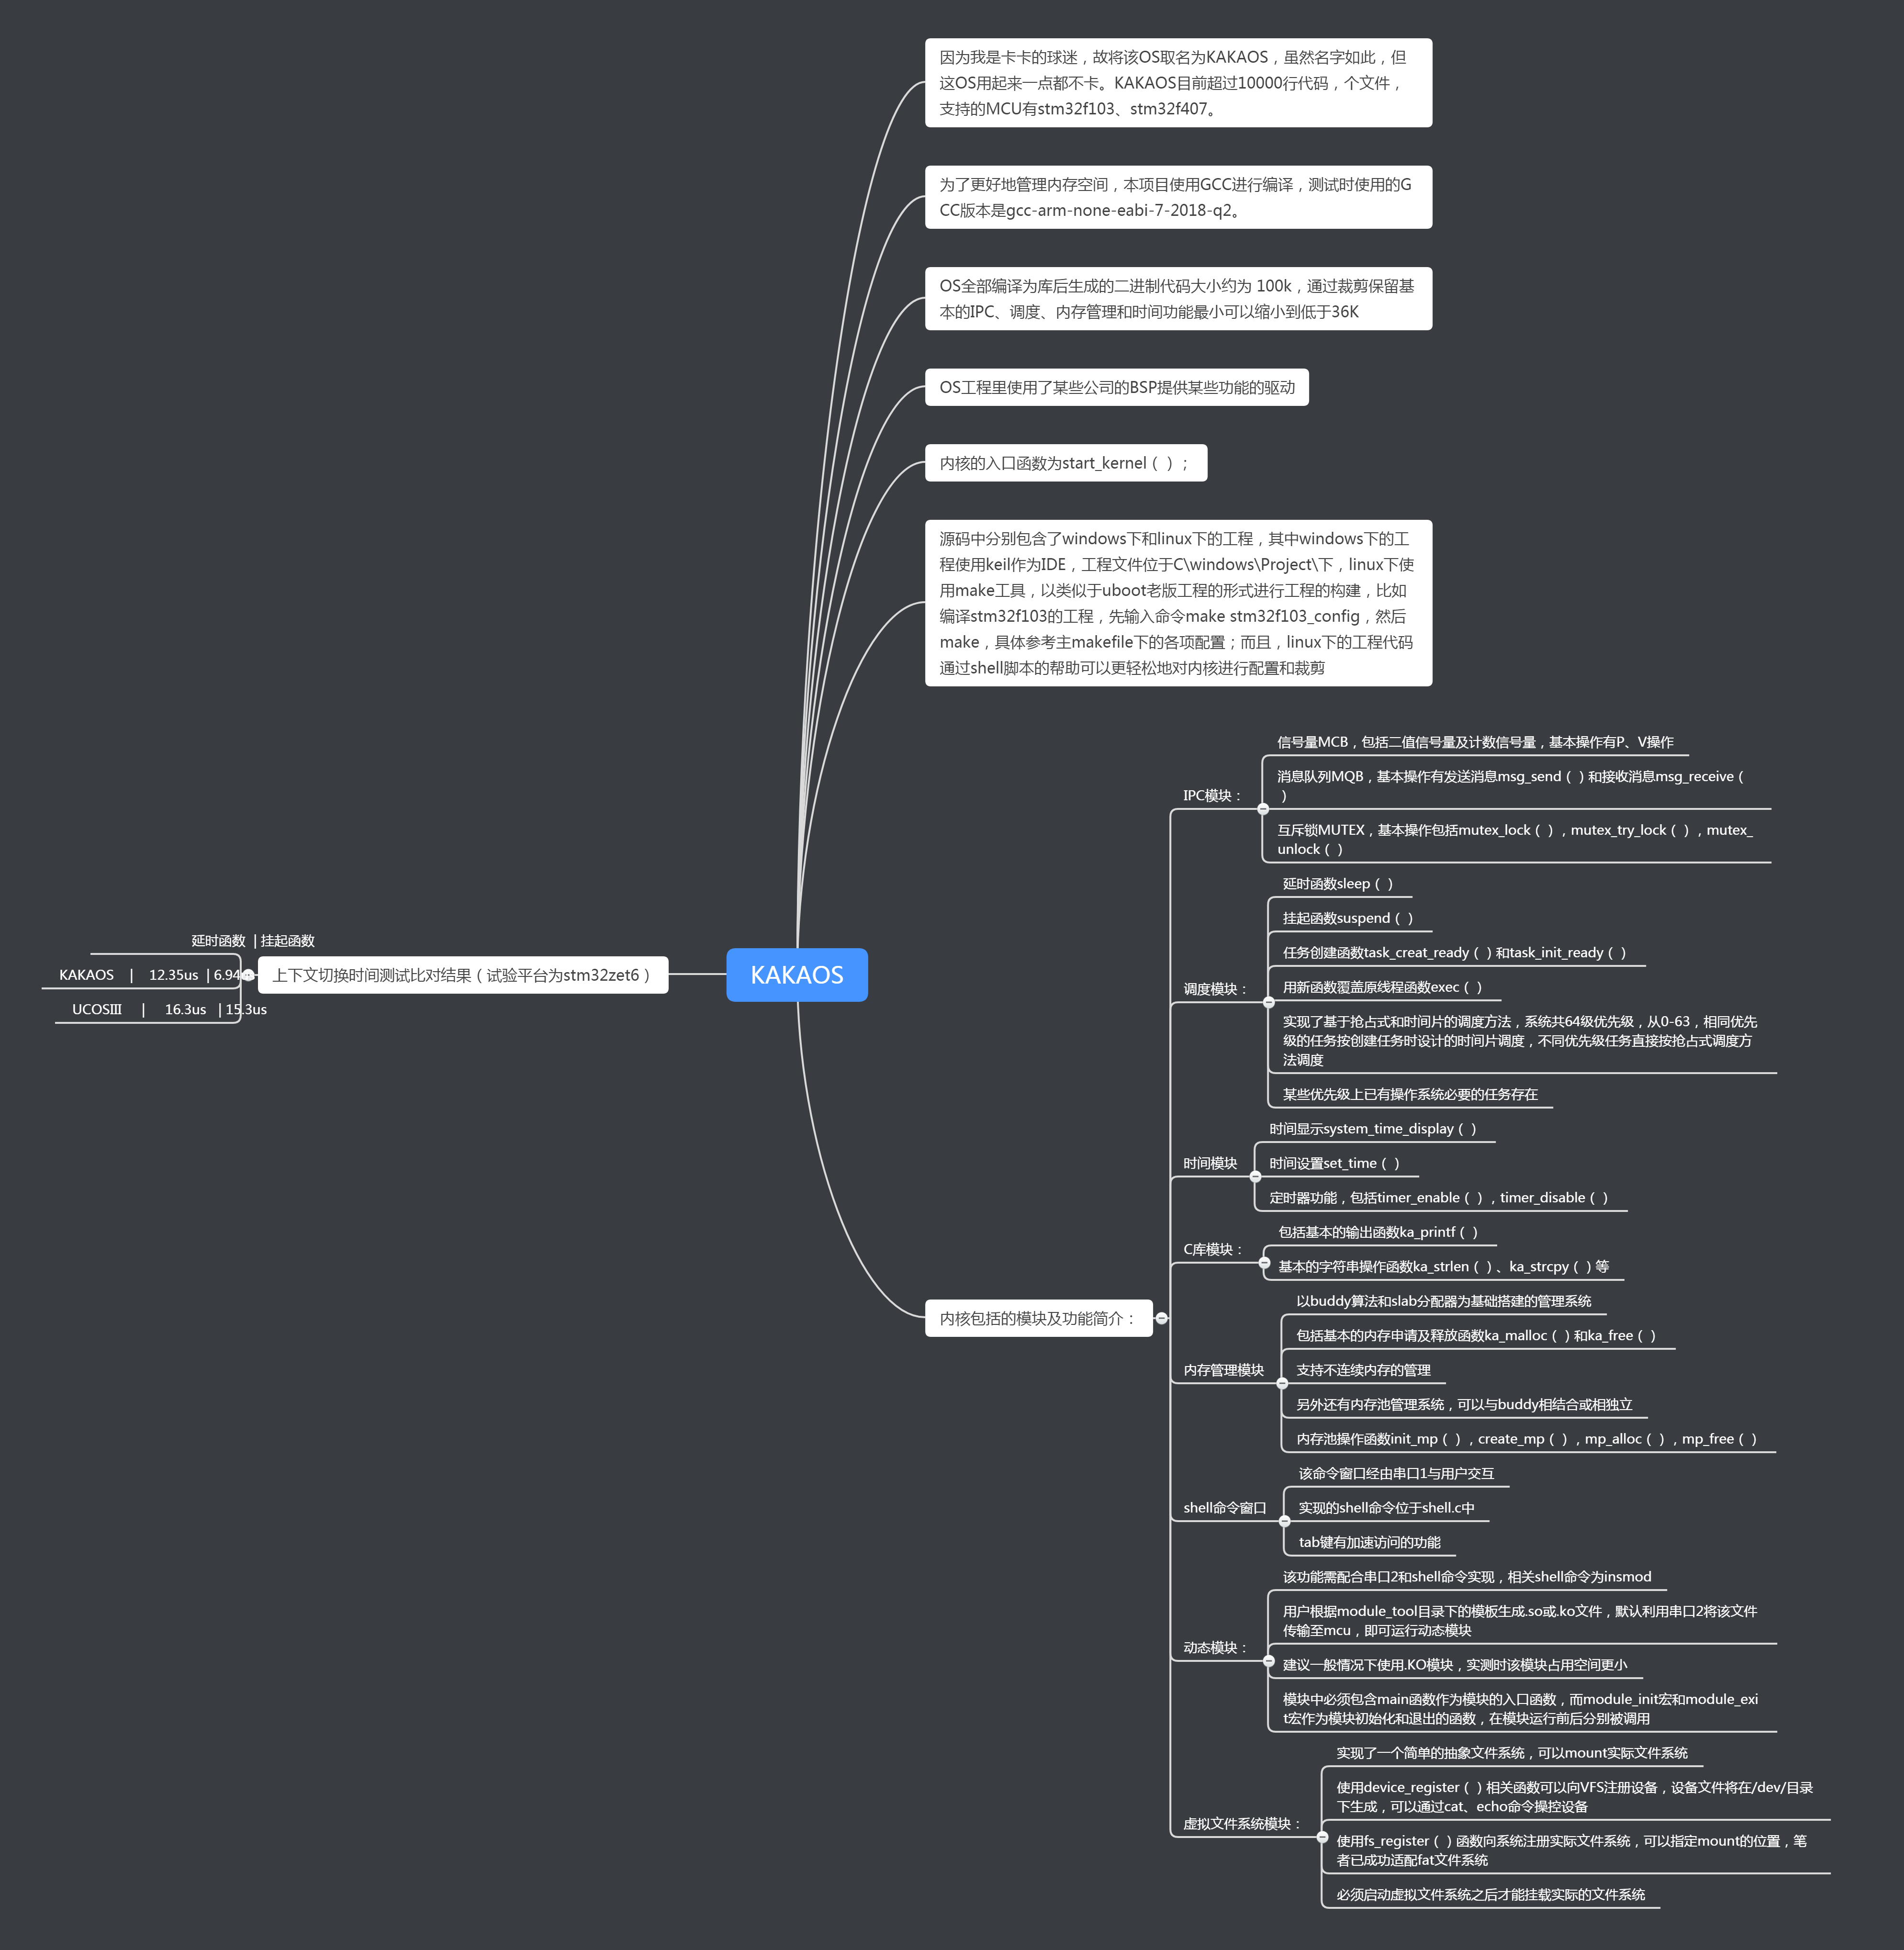 因为我是卡卡的球迷，故将该OS取名为KAKAOS，虽然名字如此，但
这OS用起来一点都不卡。KAKAOS目前超过10000行代码，个文件，
支持的MCU有stm32f103、stm32f407。
为了更好地管理内存空间，本项目使用GCC进行编译，测试时使用的G
CC版本是gcc-arm-none-eabi-7-2018-q2。
OS全部编译为库后生成的二进制代码大小约为 100k，通过裁剪保留基
本的IPC、调度、内存管理和时间功能最小可以缩小到低于36K
OS工程里使用了某些公司的BSP提供某些功能的驱动
内核的入口函数为start_kernel（ ）；
源码中分别包含了windows下和linux下的工程，其中windows下的工
程使用keil作为IDE，工程文件位于C\windows\Project\下，linux下使
用make工具，以类似于uboot老版工程的形式进行工程的构建，比如
编译stm32f103的工程，先输入命令make stm32f103_config，然后
make，具体参考主makefile下的各项配置；而且，linux下的工程代码
通过shell脚本的帮助可以更轻松地对内核进行配置和裁剪
KAKAOS
上下文切换时间测试比对结果（试验平台为stm32zet6）
延时函数 | 挂起函数
KAKAOS | 12.35us | 6.94
UCOSIII | 16.3us | 15.3us
内核包括的模块及功能简介：
IPC模块：
信号量MCB，包括二值信号量及计数信号量，基本操作有P、V操作
消息队列MQB，基本操作有发送消息msg_send（ ）和接收消息msg_receive（
）
互斥锁MUTEX，基本操作包括mutex_lock（ ），mutex_try_lock（ ），mutex_
unlock（ ）
调度模块：
延时函数sleep（ ）
挂起函数suspend（ ）
任务创建函数task_creat_ready（ ）和task_init_ready（ ）
用新函数覆盖原线程函数exec（ ）
实现了基于抢占式和时间片的调度方法，系统共64级优先级，从0-63，相同优先
级的任务按创建任务时设计的时间片调度，不同优先级任务直接按抢占式调度方
法调度
某些优先级上已有操作系统必要的任务存在
时间模块
时间显示system_time_display（ ）
时间设置set_time（ ）
定时器功能，包括timer_enable（ ），timer_disable（ ）
C库模块：
包括基本的输出函数ka_printf（ ）
基本的字符串操作函数ka_strlen（ ）、ka_strcpy（ ）等
内存管理模块
以buddy算法和slab分配器为基础搭建的管理系统
包括基本的内存申请及释放函数ka_malloc（ ）和ka_free（ ）
支持不连续内存的管理
另外还有内存池管理系统，可以与buddy相结合或相独立
内存池操作函数init_mp（ ），create_mp（ ），mp_alloc（ ），mp_free（ ）
shell命令窗口
该命令窗口经由串口1与用户交互
实现的shell命令位于shell.c中
tab键有加速访问的功能
动态模块：
该功能需配合串口2和shell命令实现，相关shell命令为insmod
用户根据module_tool目录下的模板生成.so或.ko文件，默认利用串口2将该文件
传输至mcu，即可运行动态模块
建议一般情况下使用.KO模块，实测时该模块占用空间更小
模块中必须包含main函数作为模块的入口函数，而module_init宏和module_exi
t宏作为模块初始化和退出的函数，在模块运行前后分别被调用
虚拟文件系统模块：
实现了一个简单的抽象文件系统，可以mount实际文件系统
使用device_register（ ）相关函数可以向VFS注册设备，设备文件将在/dev/目录
下生成，可以通过cat、echo命令操控设备
使用fs_register（ ）函数向系统注册实际文件系统，可以指定mount的位置，笔
者已成功适配fat文件系统
必须启动虚拟文件系统之后才能挂载实际的文件系统